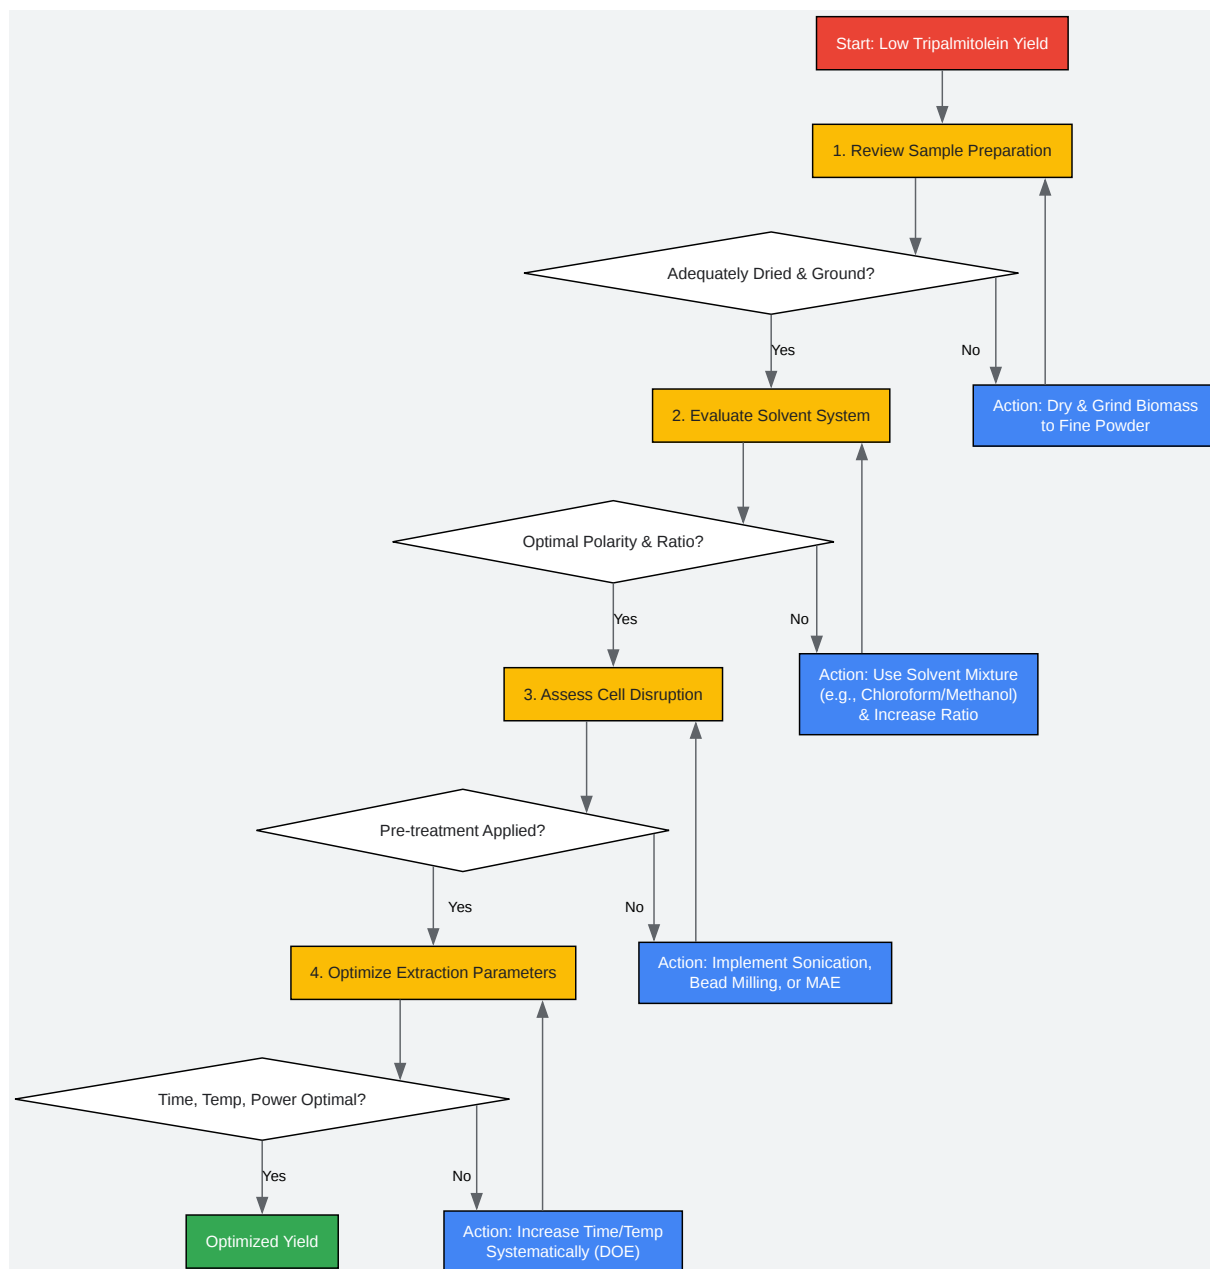 Start: Low Tripalmitolein Yield
1. Review Sample Preparation
Adequately Dried & Ground?
Yes
No
Action: Dry & Grind Biomass
to Fine Powder
2. Evaluate Solvent System
Optimal Polarity & Ratio?
Yes
No
Action: Use Solvent Mixture
(e.g., Chloroform/Methanol)
& Increase Ratio
3. Assess Cell Disruption
Pre-treatment Applied?
Yes
No
Action: Implement Sonication,
Bead Milling, or MAE
4. Optimize Extraction Parameters
Time, Temp, Power Optimal?
Yes
No
Action: Increase Time/Temp
Systematically (DOE)
Optimized Yield